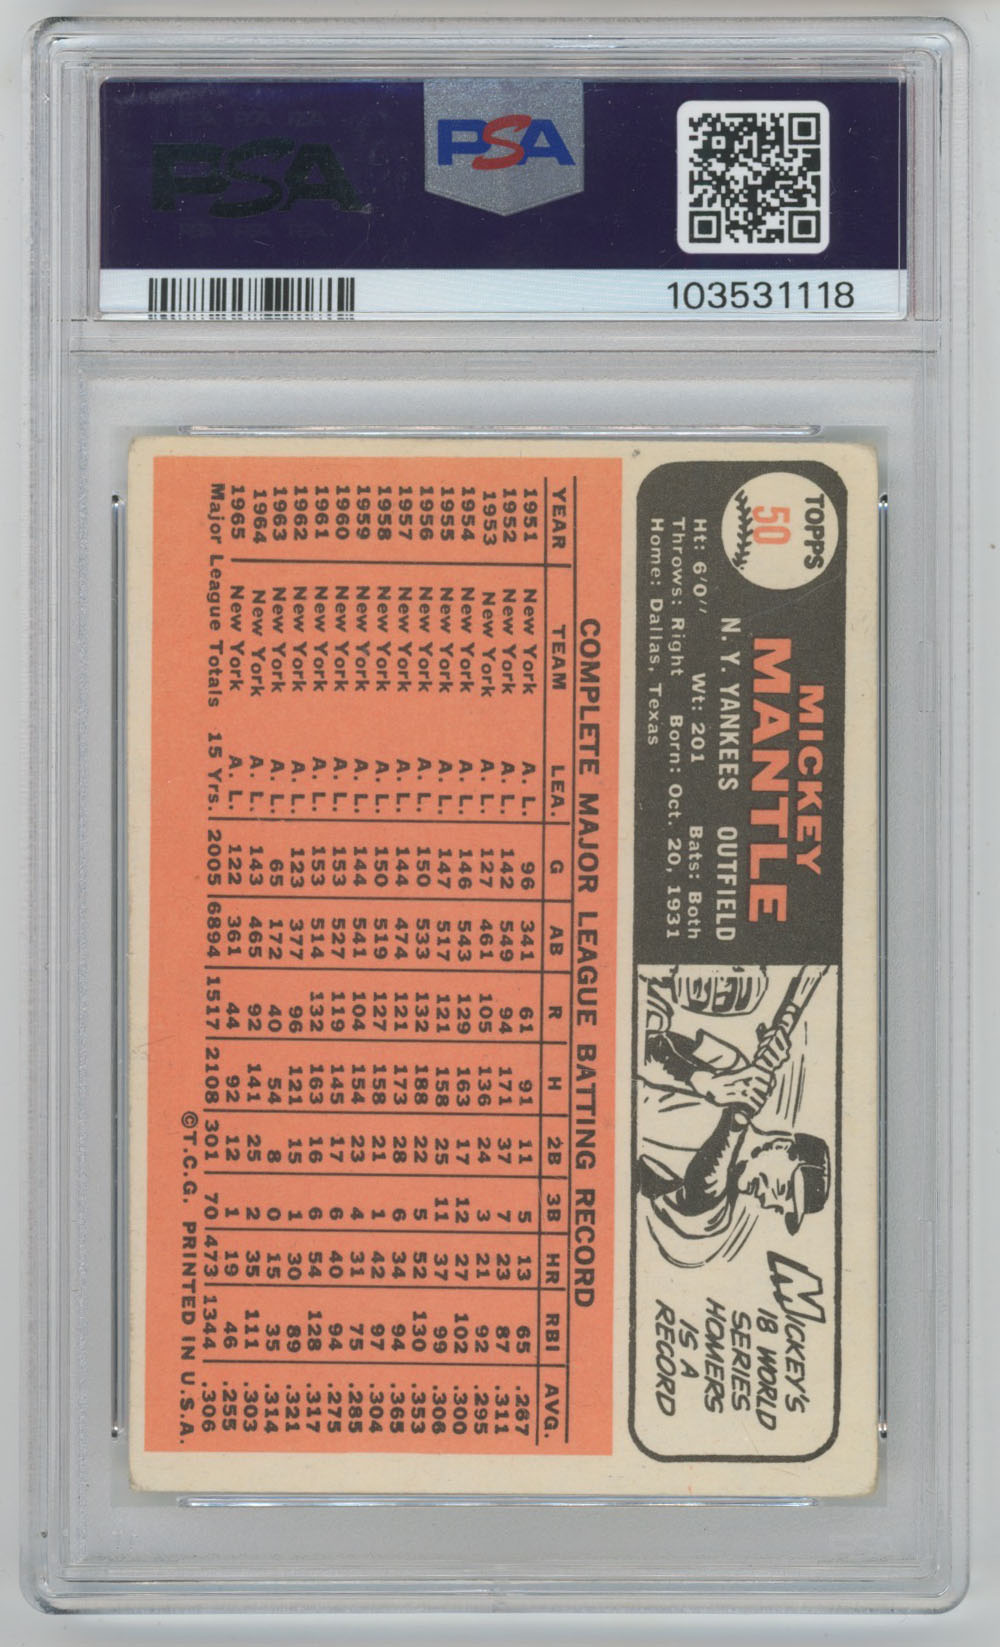 PSA
PSA
103531118
TOPPS
50
MICKEY
MANTLE
N. Y. YANKEES OUTFIELD
Ht: 6'0" Wt: 201 Bats: Both
Throws: Right Born: Oct. 20, 1931
Home: Dallas, Texas
MICKEY'S
18 WORLD
SERIES
HOMERS
IS A
RECORD
COMPLETE MAJOR LEAGUE BATTING RECORD
YEAR TEAM LEA. G AB R H 2B 3B HR RBI AVG.
1951 New York A. L. 96 341 61 91 11 5 13 65 .267
1952 New York A. L. 142 549 94 171 37 7 23 87 .311
1953 New York A. L. 127 461 105 136 24 3 21 92 .295
1954 New York A. L. 146 543 129 163 17 12 27 102 .300
1955 New York A. L. 147 517 121 158 25 11 37 99 .306
1956 New York A. L. 150 533 132 188 22 5 52 130 .353
1957 New York A. L. 144 474 121 173 28 6 34 94 .365
1958 New York A. L. 150 519 127 158 21 1 42 97 .304
1959 New York A. L. 144 541 104 154 23 4 31 75 .285
1960 New York A. L. 153 527 119 145 17 6 40 94 .275
1961 New York A. L. 153 514 132 163 16 6 54 128 .317
1962 New York A. L. 123 377 96 121 15 1 30 89 .321
1963 New York A. L. 65 172 40 54 8 0 15 35 .314
1964 New York A. L. 143 465 92 141 25 2 35 111 .303
1965 New York A. L. 122 361 44 92 12 1 19 46 .255
Major League Totals 15 Yrs. 2005 6894 1517 2108 301 70 473 1344 .306
©T.C.G. PRINTED IN U.S.A.